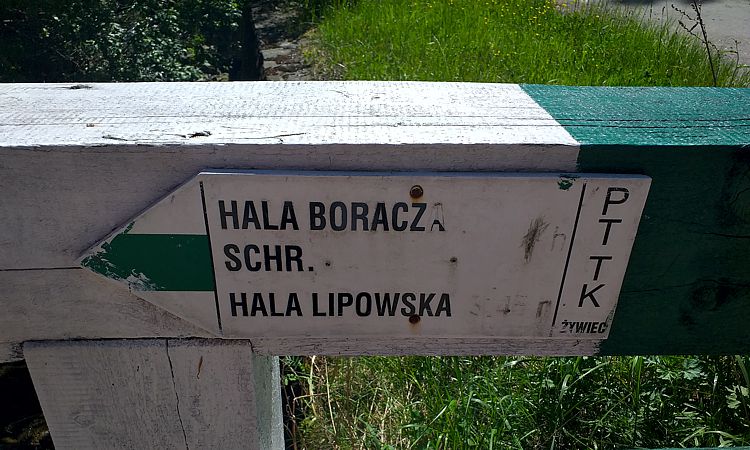 HALA BORACZA
SCHR.
HALA LIPOWSKA
PTTK
ŻYWIEC